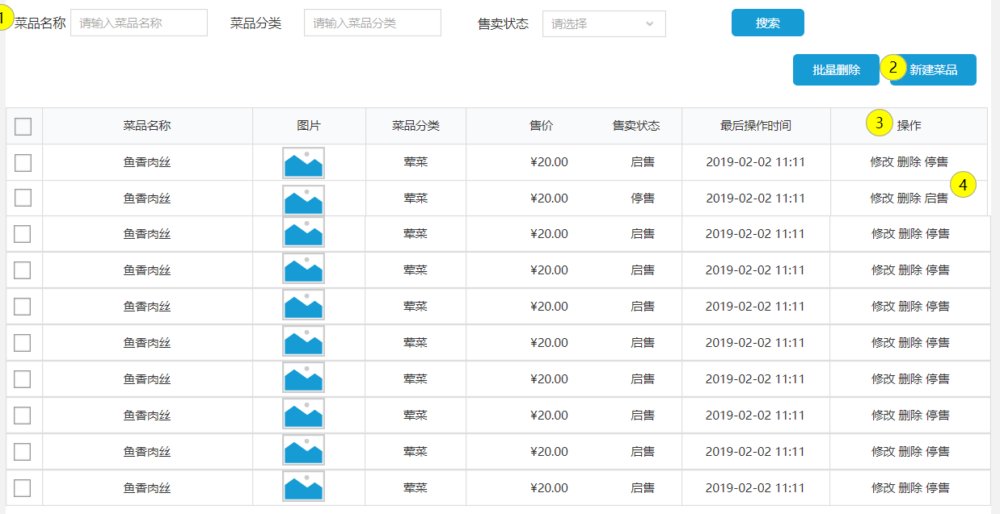 1 菜品名称 请输入菜品名称 菜品分类 请输入菜品分类 售卖状态 请选择 搜索
批量删除 2 新建菜品
菜品名称 图片 菜品分类 售价 售卖状态 最后操作时间 3 操作
鱼香肉丝 荤菜 ¥20.00 启售 2019-02-02 11:11 修改 删除 停售
4
鱼香肉丝 荤菜 ¥20.00 停售 2019-02-02 11:11 修改 删除 启售
鱼香肉丝 荤菜 ¥20.00 启售 2019-02-02 11:11 修改 删除 停售
鱼香肉丝 荤菜 ¥20.00 启售 2019-02-02 11:11 修改 删除 停售
鱼香肉丝 荤菜 ¥20.00 启售 2019-02-02 11:11 修改 删除 停售
鱼香肉丝 荤菜 ¥20.00 启售 2019-02-02 11:11 修改 删除 停售
鱼香肉丝 荤菜 ¥20.00 启售 2019-02-02 11:11 修改 删除 停售
鱼香肉丝 荤菜 ¥20.00 启售 2019-02-02 11:11 修改 删除 停售
鱼香肉丝 荤菜 ¥20.00 启售 2019-02-02 11:11 修改 删除 停售
鱼香肉丝 荤菜 ¥20.00 启售 2019-02-02 11:11 修改 删除 停售